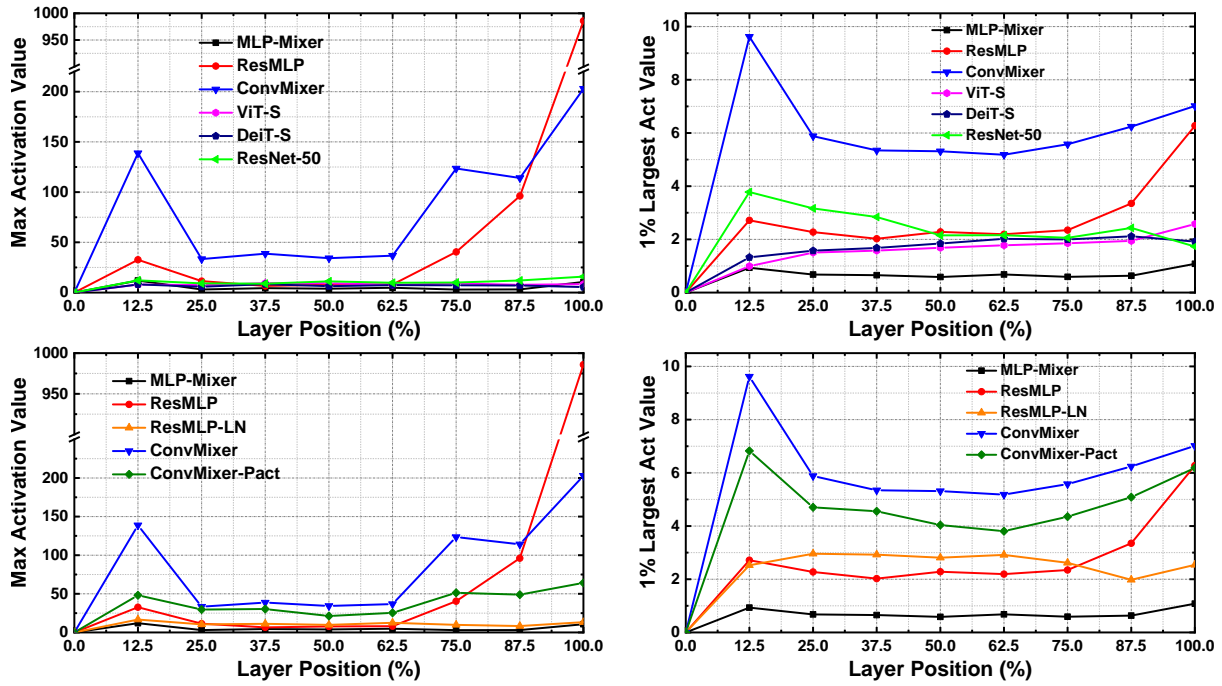 Max Activation Value
1000
950
200
150
100
50
0
MLP-Mixer
ResMLP
ConvMixer
ViT-S
DeiT-S
ResNet-50
0.0 12.5 25.0 37.5 50.0 62.5 75.0 87.5 100.0
Layer Position (%)
1% Largest Act Value
10
8
6
4
2
0
MLP-Mixer
ResMLP
ConvMixer
ViT-S
DeiT-S
ResNet-50
0.0 12.5 25.0 37.5 50.0 62.5 75.0 87.5 100.0
Layer Position (%)
Max Activation Value
1000
950
200
150
100
50
0
MLP-Mixer
ResMLP
ResMLP-LN
ConvMixer
ConvMixer-Pact
0.0 12.5 25.0 37.5 50.0 62.5 75.0 87.5 100.0
Layer Position (%)
1% Largest Act Value
10
8
6
4
2
0
MLP-Mixer
ResMLP
ResMLP-LN
ConvMixer
ConvMixer-Pact
0.0 12.5 25.0 37.5 50.0 62.5 75.0 87.5 100.0
Layer Position (%)